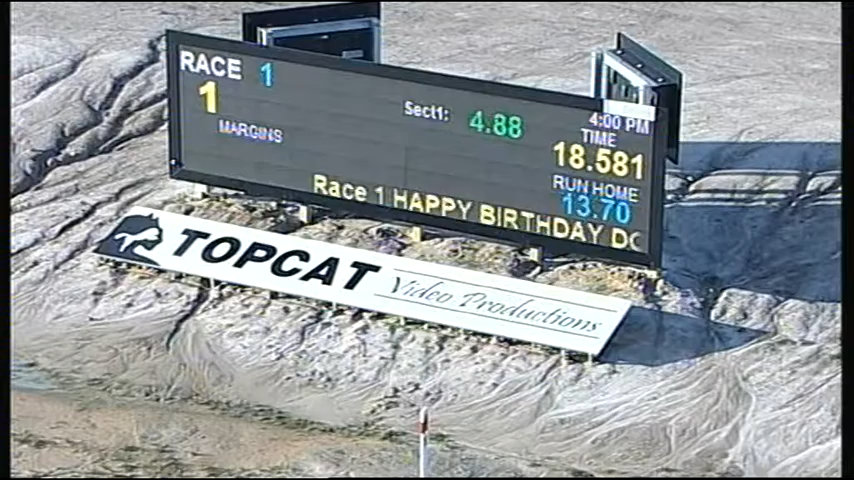 RACE 1
1
MARGINS
Sect1: 4.88
4:00 PM
TIME
18.581
RUN HOME
13.70
Race 1 HAPPY BIRTHDAY
TOPCAT Video Productions